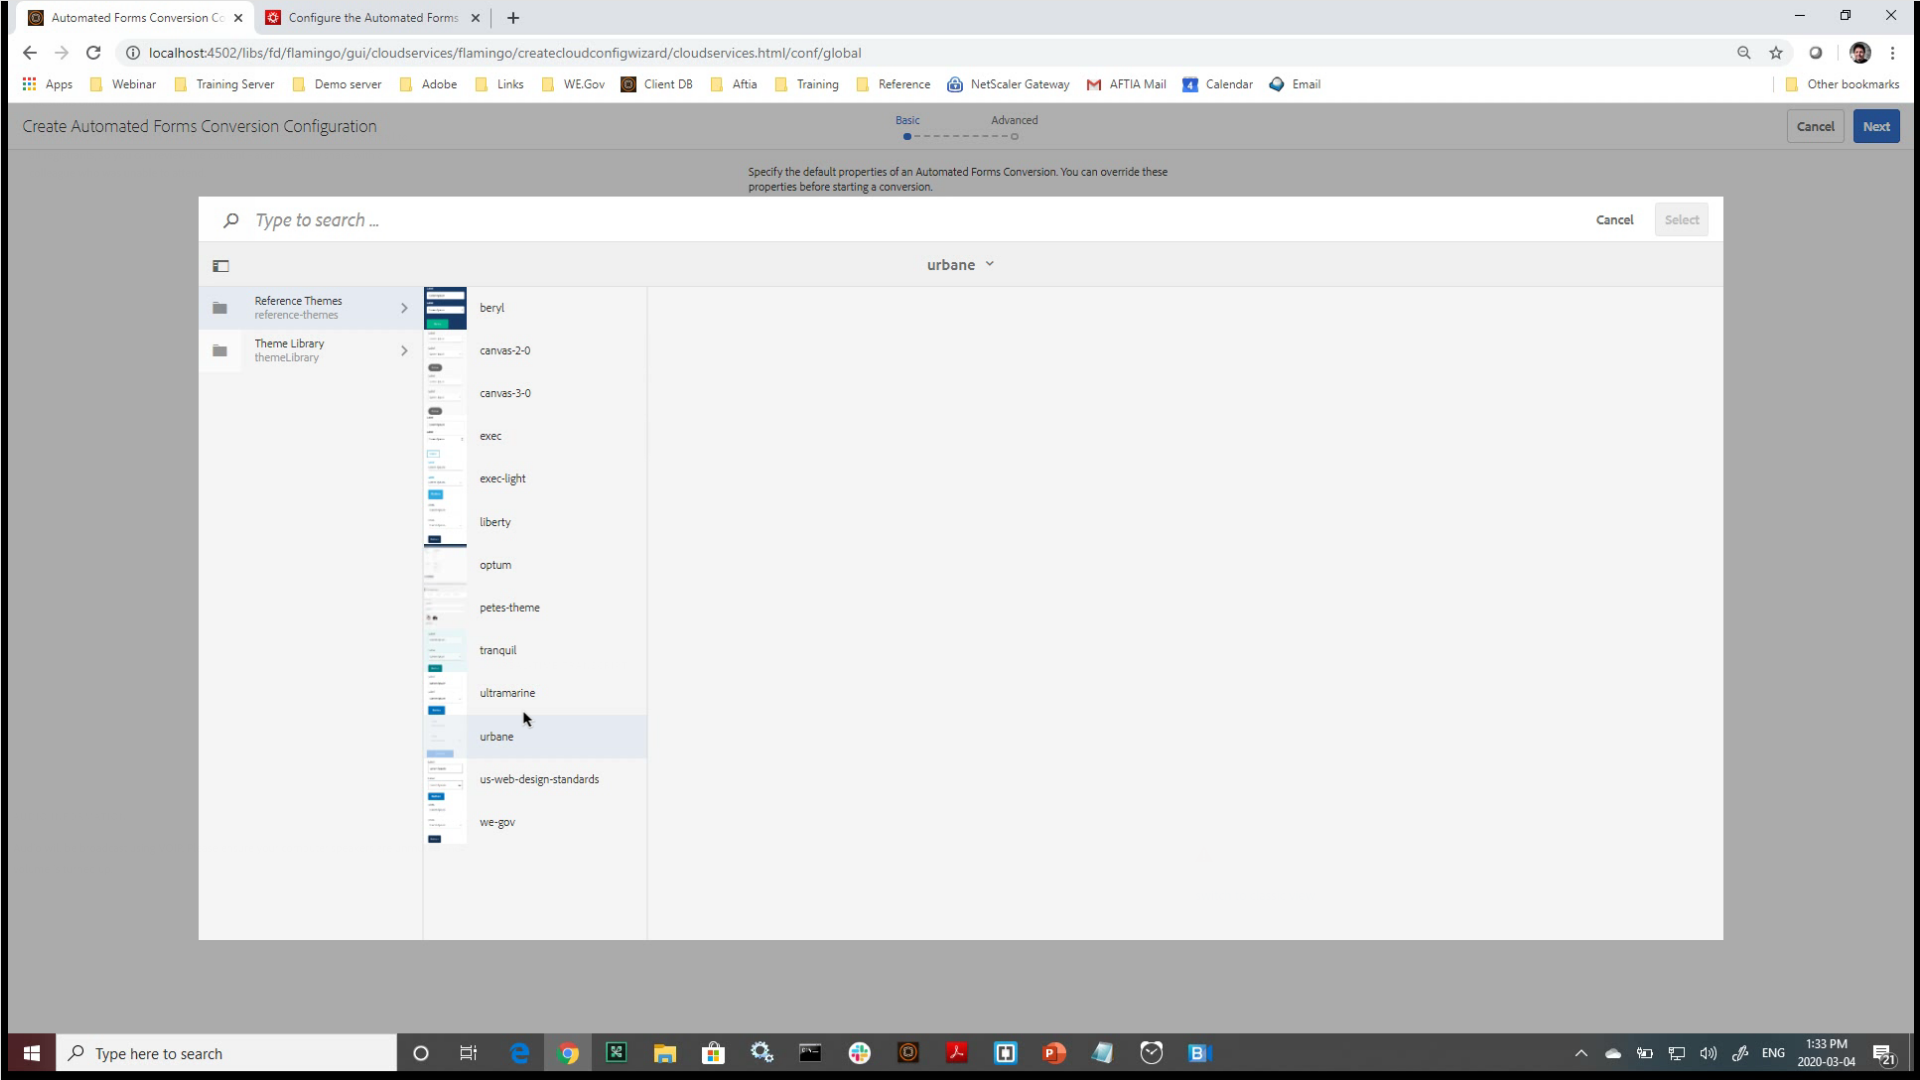 Automated Forms Conversion Co
Configure the Automated Forms
localhost:4502/libs/fd/flamingo/gui/cloudservices/flamingo/createcloudconfigwizard/cloudservices.html/conf/global
Apps Webinar Training Server Demo server Adobe Links WE.Gov Client DB Aftia Training Reference NetScaler Gateway AFTIA Mail Calendar Email Other bookmarks
Create Automated Forms Conversion Configuration
Basic Advanced
Cancel Next
Specify the default properties of an Automated Forms Conversion. You can override these
properties before starting a conversion.
Type to search ...
Cancel Select
urbane
Reference Themes
reference-themes
Theme Library
themeLibrary
beryl
canvas-2-0
canvas-3-0
exec
exec-light
liberty
optum
petes-theme
tranquil
ultramarine
urbane
us-web-design-standards
we-gov
Type here to search
ENG
1:33 PM
2020-03-04
21